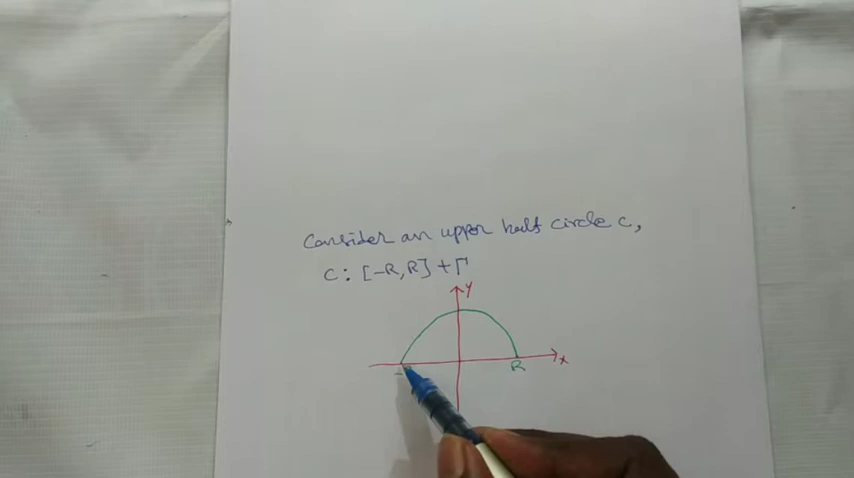 Consider an upper half circle C,
C: [-R, R] + Γ
y
x
R